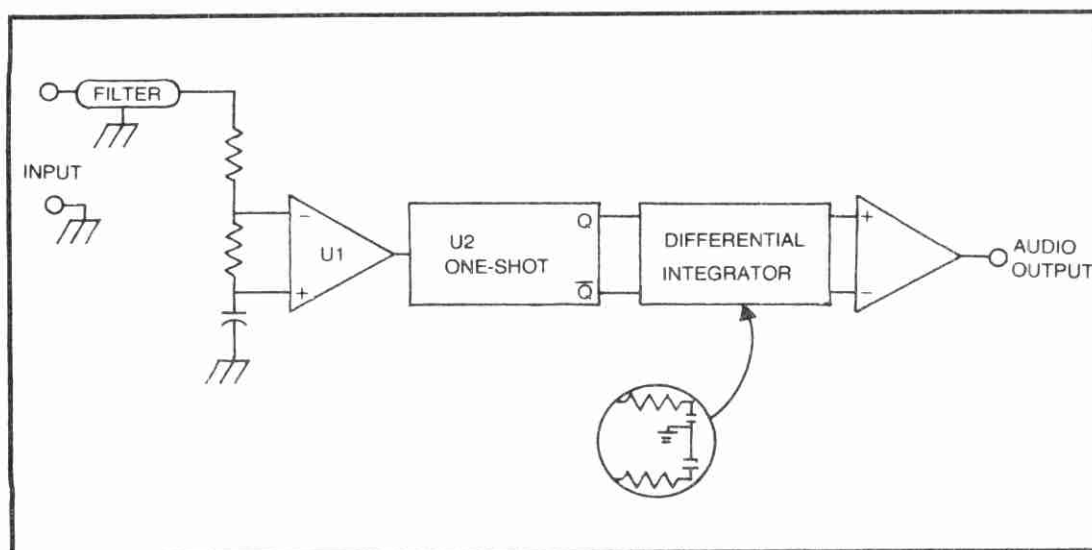 FILTER
INPUT
−
U1
+
U2
ONE-SHOT
Q
Q̅
DIFFERENTIAL
INTEGRATOR
+
−
AUDIO
OUTPUT